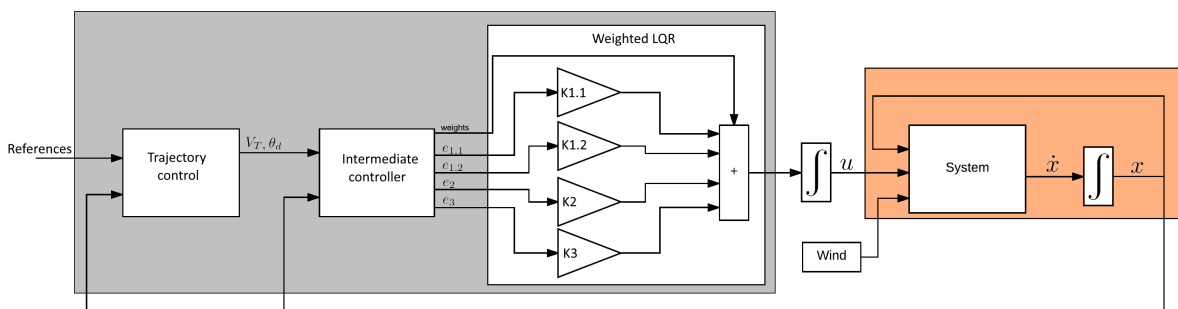 Weighted LQR
References
Trajectory
control
V_T, θ_d
Intermediate
controller
weights
e_{1.1}
e_{1.2}
e_2
e_3
K1.1
K1.2
K2
K3
+
∫
u
System
ẋ
∫
x
Wind